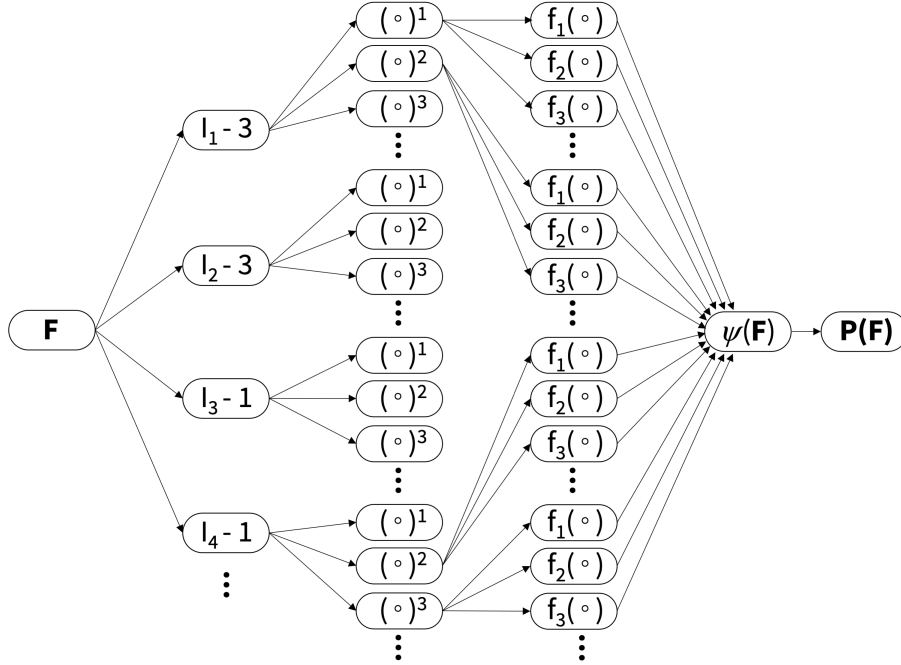 F
I₁ - 3
I₂ - 3
I₃ - 1
I₄ - 1
⋮
( ∘ )¹
( ∘ )²
( ∘ )³
⋮
( ∘ )¹
( ∘ )²
( ∘ )³
⋮
( ∘ )¹
( ∘ )²
( ∘ )³
⋮
( ∘ )¹
( ∘ )²
( ∘ )³
⋮
f₁( ∘ )
f₂( ∘ )
f₃( ∘ )
⋮
f₁( ∘ )
f₂( ∘ )
f₃( ∘ )
⋮
f₁( ∘ )
f₂( ∘ )
f₃( ∘ )
⋮
f₁( ∘ )
f₂( ∘ )
f₃( ∘ )
⋮
ψ(F)
P(F)